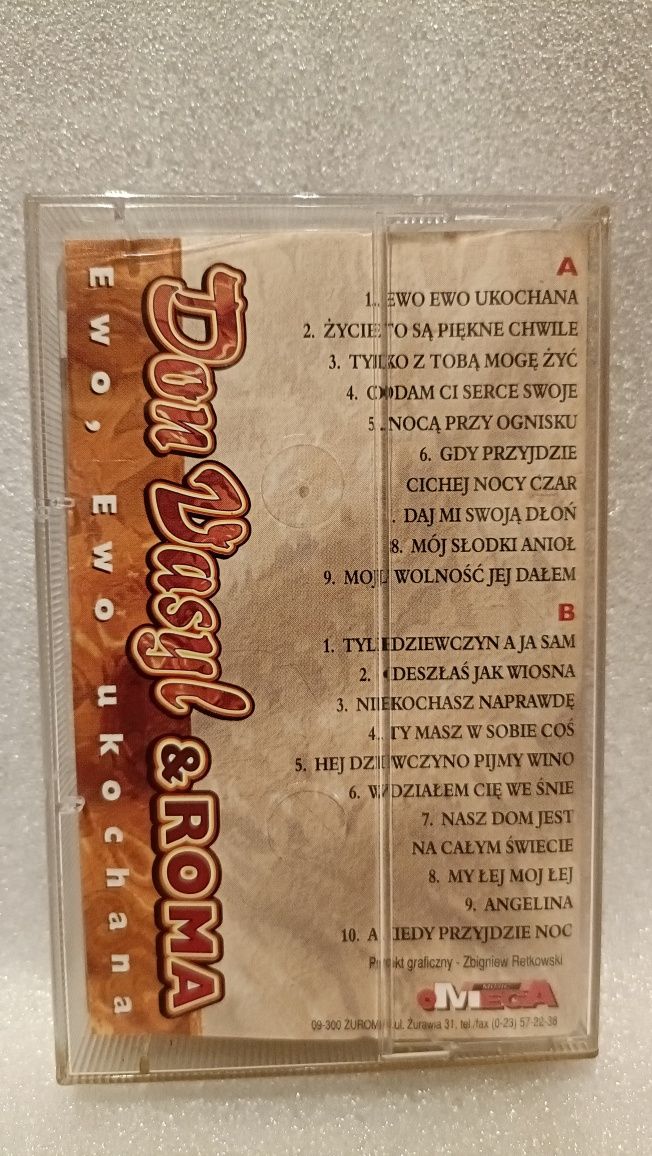 Ewo, Ewo ukochana
Don Vasyl
& ROMA
A
1. EWO EWO UKOCHANA
2. ŻYCIE TO SĄ PIĘKNE CHWILE
3. TYLKO Z TOBĄ MOGĘ ŻYĆ
4. ODDAM CI SERCE SWOJE
5. NOCĄ PRZY OGNISKU
6. GDY PRZYJDZIE
CICHEJ NOCY CZAR
. DAJ MI SWOJĄ DŁOŃ
8. MÓJ SŁODKI ANIOŁ
9. MOJĄ WOLNOŚĆ JEJ DAŁEM
B
1. TYLE DZIEWCZYN A JA SAM
2. ODESZŁAŚ JAK WIOSNA
3. NIE KOCHASZ NAPRAWDĘ
4. TY MASZ W SOBIE COŚ
5. HEJ DZIEWCZYNO PIJMY WINO
6. WIDZIAŁEM CIĘ WE ŚNIE
7. NASZ DOM JEST
NA CAŁYM ŚWIECIE
8. MY ŁEJ MOJ ŁEJ
9. ANGELINA
10. A KIEDY PRZYJDZIE NOC
Projekt graficzny - Zbigniew Retkowski
MUSIC
OMEGA
09-300 ŻUROMIN ul. Żurawia 31, tel./fax (0-23) 57-22-38